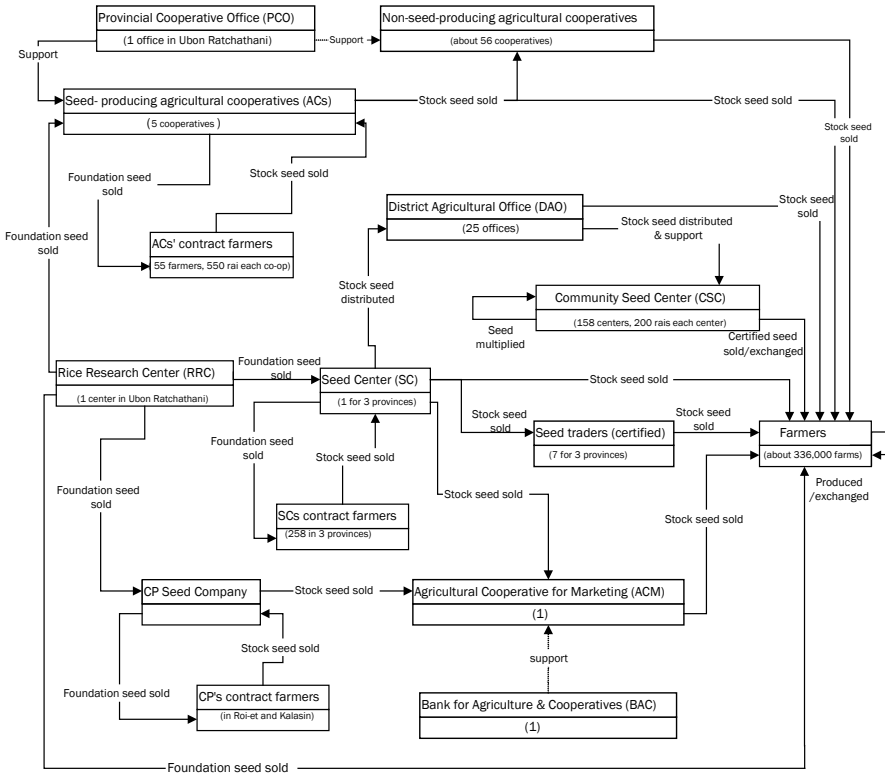 Provincial Cooperative Office (PCO)
(1 office in Ubon Ratchathani)
Non-seed-producing agricultural cooperatives
(about 56 cooperatives)
Support
Support
Seed- producing agricultural cooperatives (ACs)
(5 cooperatives )
Stock seed sold
Stock seed sold
Stock seed
sold
Foundation seed
sold
Stock seed sold
Foundation seed
sold
ACs' contract farmers
55 farmers, 550 rai each co-op)
District Agricultural Office (DAO)
(25 offices)
Stock seed
sold
Stock seed distributed
& support
Stock seed
distributed
Community Seed Center (CSC)
(158 centers, 200 rais each center)
Seed
multiplied
Certified seed
sold/exchanged
Rice Research Center (RRC)
(1 center in Ubon Ratchathani)
Foundation seed
sold
Seed Center (SC)
(1 for 3 provinces)
Stock seed sold
Stock seed
sold
Seed traders (certified)
(7 for 3 provinces)
Stock seed
sold
Farmers
(about 336,000 farms)
Produced
/exchanged
Foundation seed
sold
Stock seed sold
Foundation seed
sold
Stock seed sold
Stock seed sold
SCs contract farmers
(258 in 3 provinces)
CP Seed Company
Stock seed sold
Agricultural Cooperative for Marketing (ACM)
(1)
Stock seed sold
support
Foundation seed sold
CP's contract farmers
(in Roi-et and Kalasin)
Bank for Agriculture & Cooperatives (BAC)
(1)
Foundation seed sold